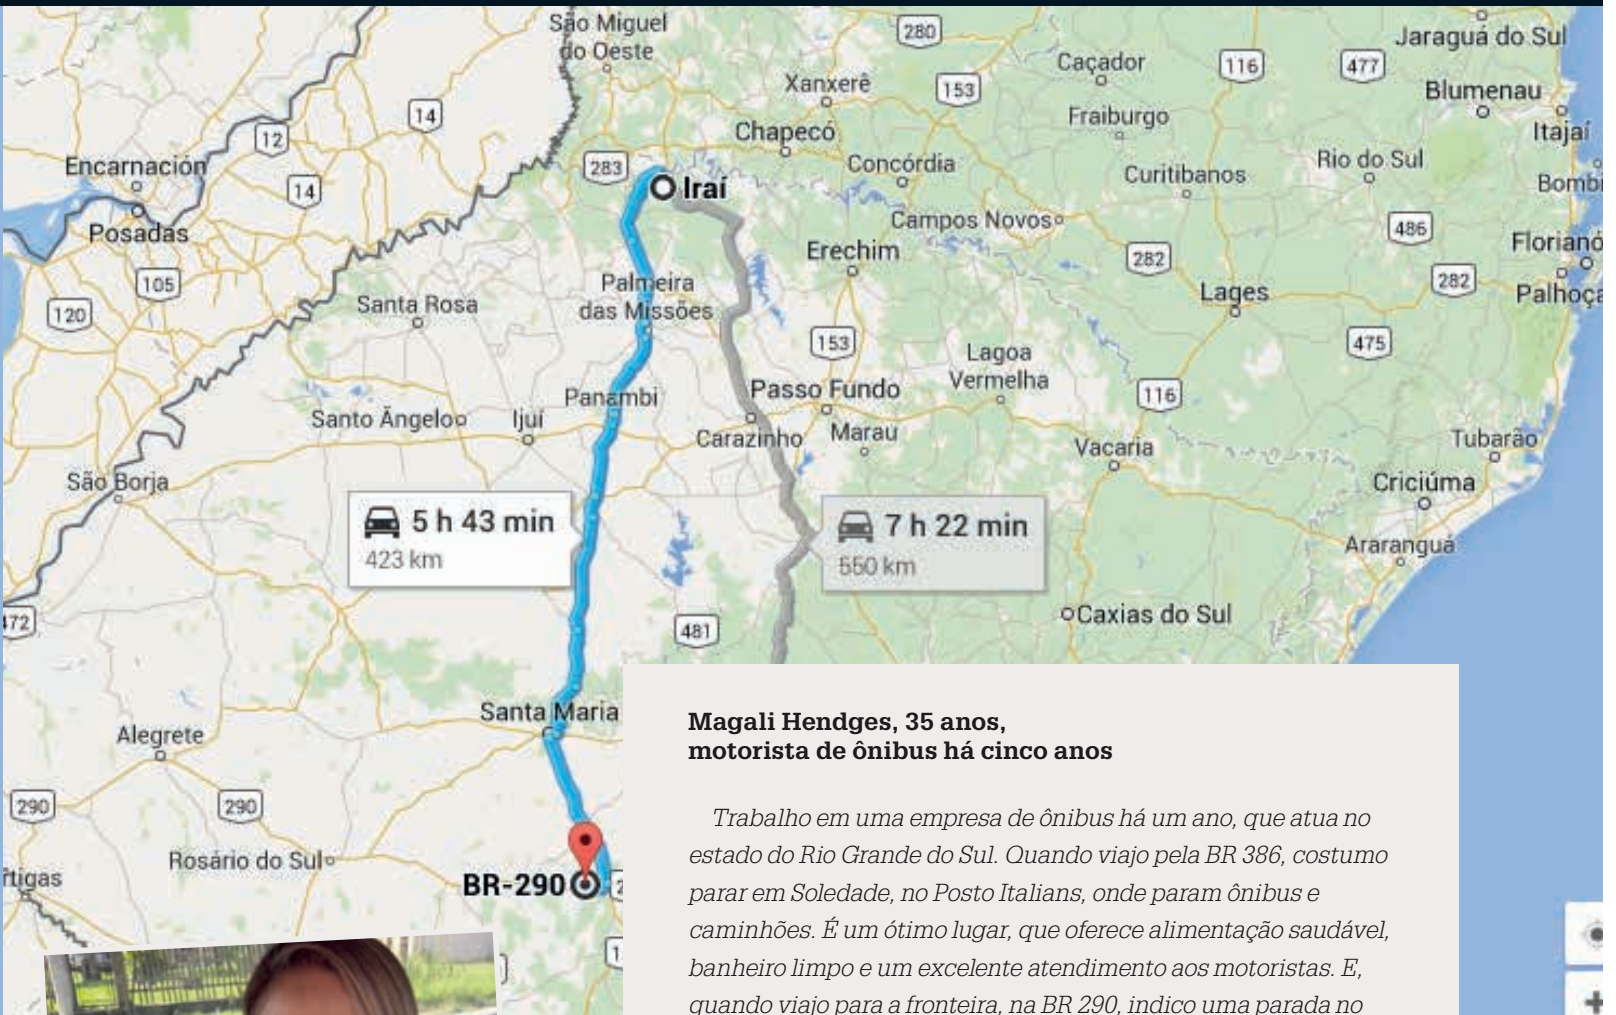 São Miguel
do Oeste
280
Jaraguá do Sul
Caçador
116
477
Xanxerê
153
Blumenau
14
Fraiburgo
12
Chapecó
Itajaí
Encarnación
283
Concórdia
Rio do Sul
14
Iraí
Curitibanos
Campos Novos
486
Posadas
Erechim
282
105
Palmeira
das Missões
282
120
Santa Rosa
Lages
153
475
Lagoa
Vermelha
Panambi
Passo Fundo
116
Santo Ângelo
Ijuí
Carazinho
Marau
Vacaria
Tubarão
São Borja
Criciúma
5 h 43 min
423 km
7 h 22 min
550 km
Araranguá
Caxias do Sul
481
Santa Maria
Alegrete
290
290
Rosário do Sul
BR-290
Magali Hendges, 35 anos,
motorista de ônibus há cinco anos
Trabalho em uma empresa de ônibus há um ano, que atua no
estado do Rio Grande do Sul. Quando viajo pela BR 386, costumo
parar em Soledade, no Posto Italians, onde param ônibus e
caminhões. É um ótimo lugar, que oferece alimentação saudável,
banheiro limpo e um excelente atendimento aos motoristas. E,
quando viajo para a fronteira, na BR 290, indico uma parada no